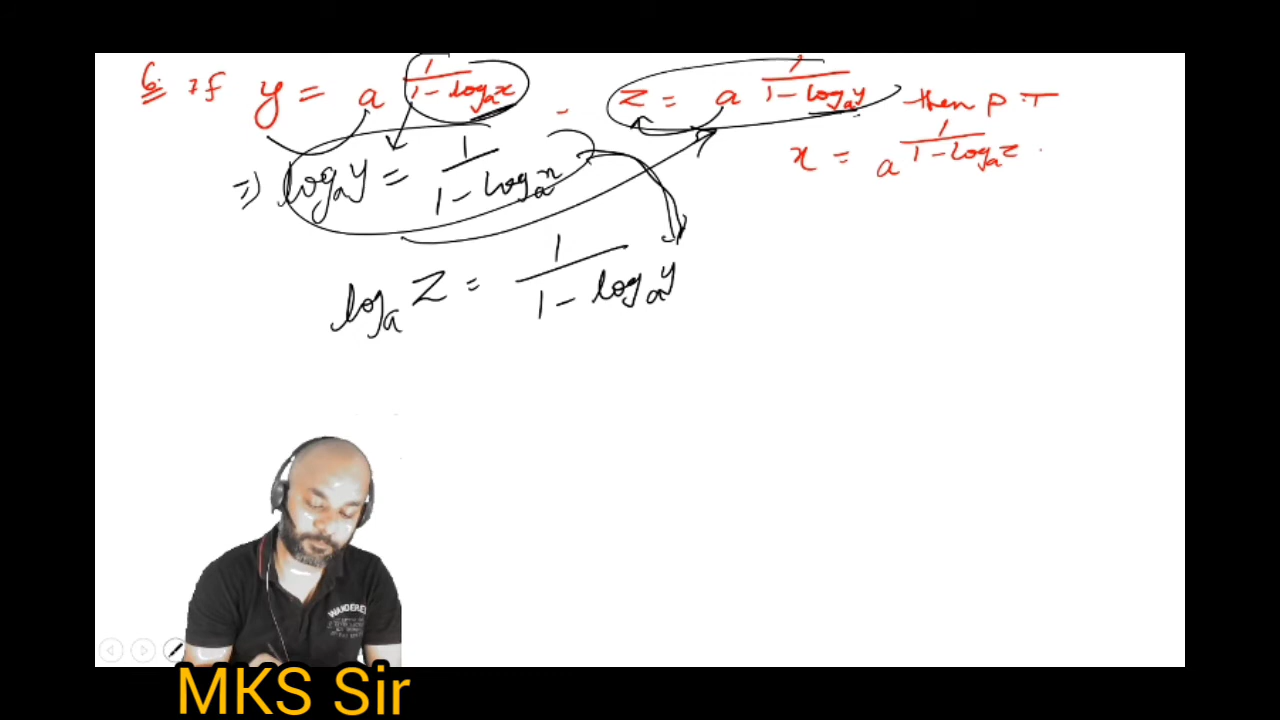 6. If y = a^(1/(1 - log_a x)), z = a^(1/(1 - log_a y)) then P.T
x = a^(1/(1 - log_a z)).
⇒) log_a y = 1/(1 - log_a x)
log_a z = 1/(1 - log_a y)
WANDERE
MKS Sir